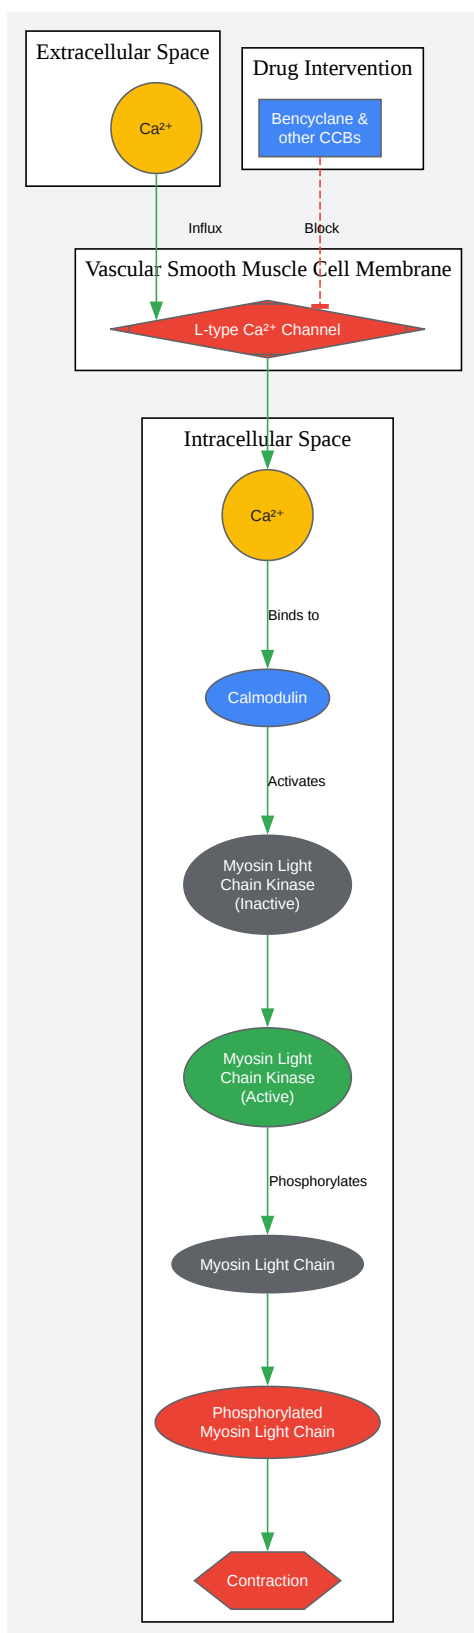 Extracellular Space
Drug Intervention
Ca²⁺
Bencyclane &
other CCBs
Influx
Block
Vascular Smooth Muscle Cell Membrane
L-type Ca²⁺ Channel
Intracellular Space
Ca²⁺
Binds to
Calmodulin
Activates
Myosin Light
Chain Kinase
(Inactive)
Myosin Light
Chain Kinase
(Active)
Phosphorylates
Myosin Light Chain
Phosphorylated
Myosin Light Chain
Contraction